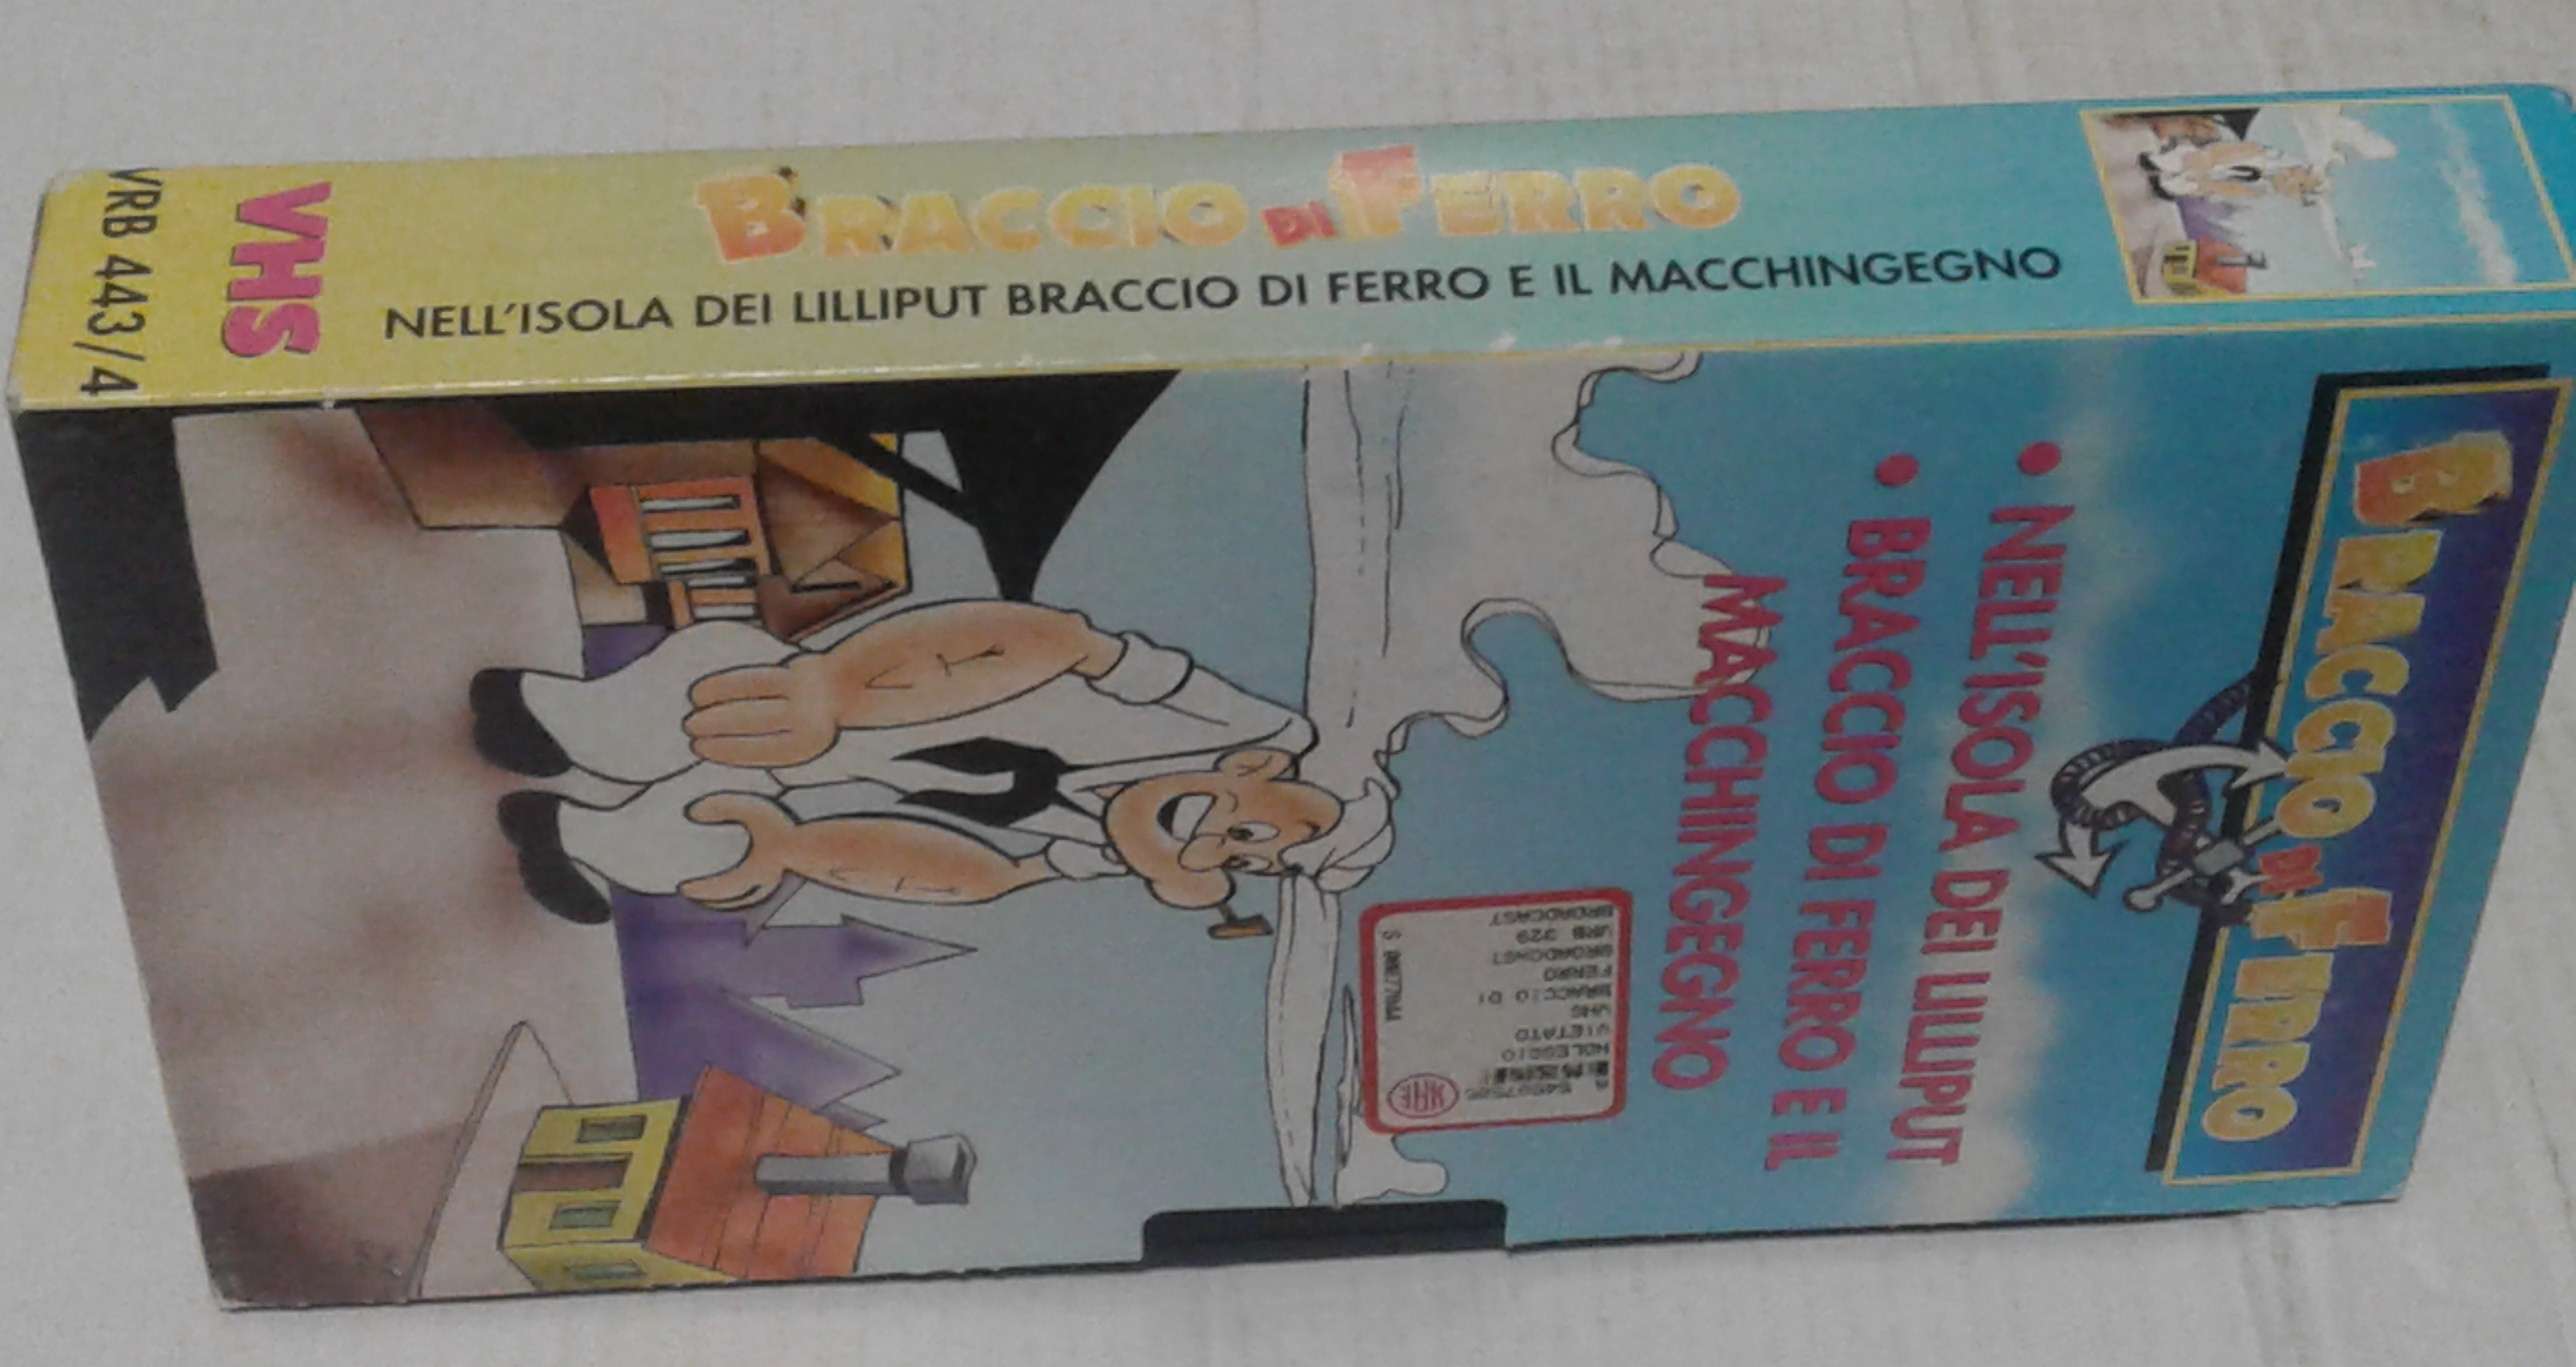 BRACCIO DI FERRO
NELL'ISOLA DEI LILLIPUT BRACCIO DI FERRO E IL MACCHINGEGNO
VHS
VRB 443/4
BRACCIO DI FERRO
• NELL'ISOLA DEI LILLIPUT
• BRACCIO DI FERRO E IL
MACCHINGEGNO
NOLEGGIO
VIETATO
VHS
BRACCIO DI
FERRO
BROADCAST
VRB 329
BROADCAST